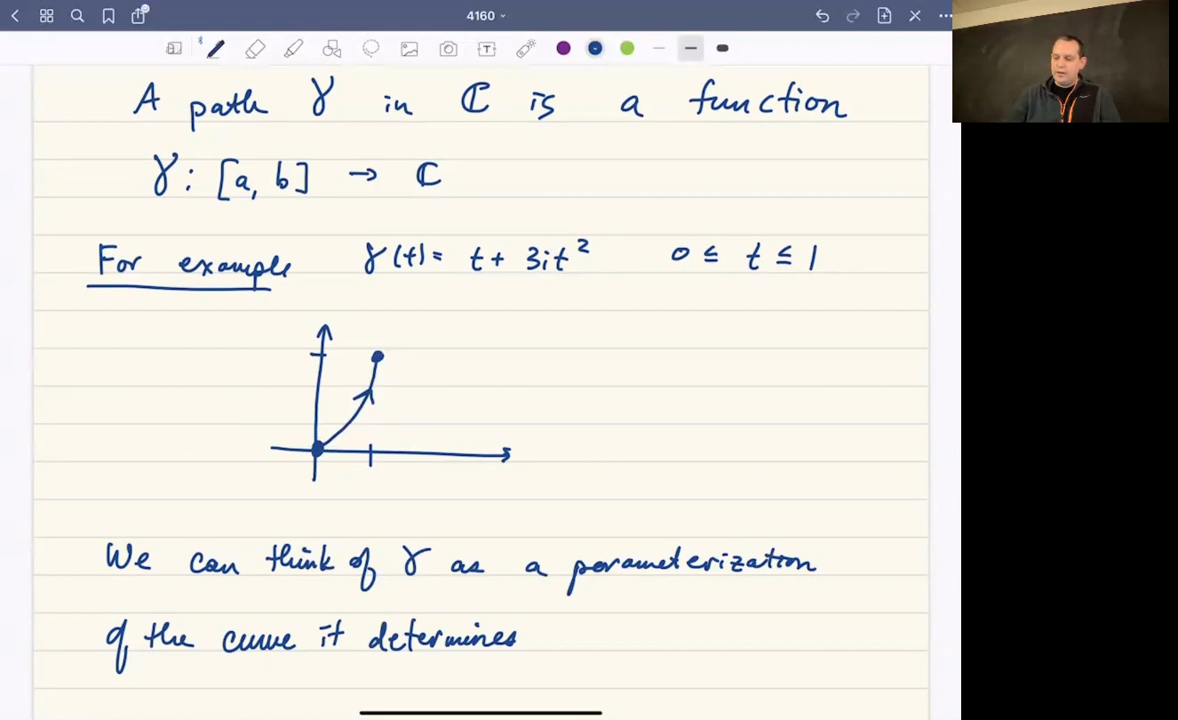 4160
A path γ in ℂ is a function
γ: [a, b] → ℂ
For example γ(t) = t + 3it² 0 ≤ t ≤ 1
We can think of γ as a parameterization
of the curve it determines